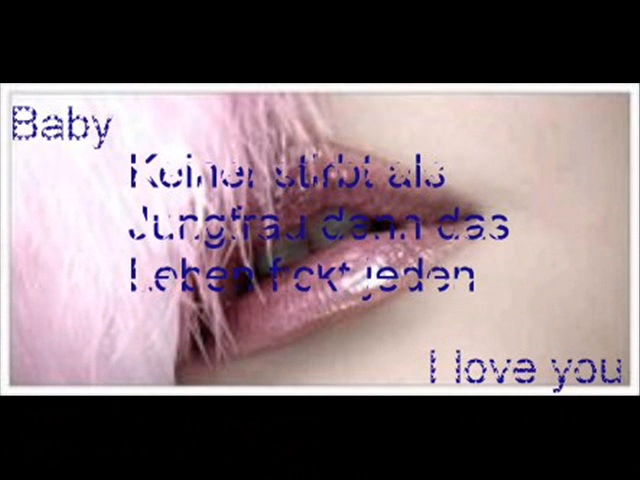 Baby
Keiner stirbt als
Jungfrau denn das
Leben fickt jeden
I love you